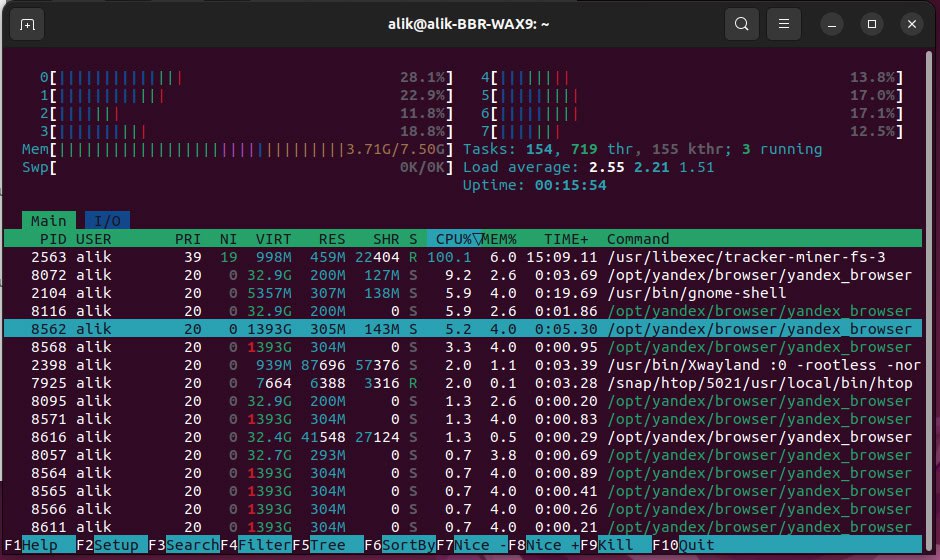 alik@alik-BBR-WAX9: ~
0[ 28.1%] 4[ 13.8%]
1[ 22.9%] 5[ 17.0%]
2[ 11.8%] 6[ 17.1%]
3[ 18.8%] 7[ 12.5%]
Mem[ 3.71G/7.50G] Tasks: 154, 719 thr, 155 kthr; 3 running
Swp[ 0K/0K] Load average: 2.55 2.21 1.51
Uptime: 00:15:54
Main I/O
PID USER PRI NI VIRT RES SHR S CPU%▽MEM% TIME+ Command
2563 alik 39 19 998M 459M 22404 R 100.1 6.0 15:09.11 /usr/libexec/tracker-miner-fs-3
8072 alik 20 0 32.9G 200M 127M S 9.2 2.6 0:03.69 /opt/yandex/browser/yandex_browser
2104 alik 20 0 5357M 307M 138M S 5.9 4.0 0:19.69 /usr/bin/gnome-shell
8116 alik 20 0 32.9G 200M 0 S 5.9 2.6 0:01.86 /opt/yandex/browser/yandex_browser
8562 alik 20 0 1393G 305M 143M S 5.2 4.0 0:05.30 /opt/yandex/browser/yandex_browser
8568 alik 20 0 1393G 304M 0 S 3.3 4.0 0:00.95 /opt/yandex/browser/yandex_browser
2398 alik 20 0 939M 87696 57376 S 2.0 1.1 0:03.39 /usr/bin/Xwayland :0 -rootless -nor
7925 alik 20 0 7664 6388 3316 R 2.0 0.1 0:03.28 /snap/htop/5021/usr/local/bin/htop
8095 alik 20 0 32.9G 200M 0 S 1.3 2.6 0:00.20 /opt/yandex/browser/yandex_browser
8571 alik 20 0 1393G 304M 0 S 1.3 4.0 0:00.83 /opt/yandex/browser/yandex_browser
8616 alik 20 0 32.4G 41548 27124 S 1.3 0.5 0:00.29 /opt/yandex/browser/yandex_browser
8057 alik 20 0 32.7G 293M 0 S 0.7 3.8 0:00.69 /opt/yandex/browser/yandex_browser
8564 alik 20 0 1393G 304M 0 S 0.7 4.0 0:00.89 /opt/yandex/browser/yandex_browser
8565 alik 20 0 1393G 304M 0 S 0.7 4.0 0:00.41 /opt/yandex/browser/yandex_browser
8566 alik 20 0 1393G 304M 0 S 0.7 4.0 0:00.26 /opt/yandex/browser/yandex_browser
8611 alik 20 0 1393G 304M 0 S 0.7 4.0 0:00.21 /opt/yandex/browser/yandex_browser
F1Help F2Setup F3SearchF4FilterF5Tree F6SortByF7Nice -F8Nice +F9Kill F10Quit